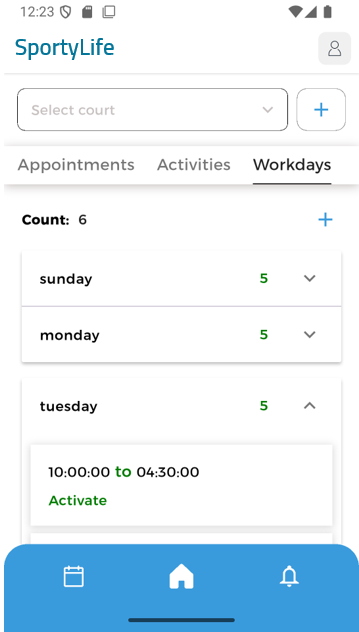 12:23
SportyLife
Select court
Appointments Activities Workdays
Count: 6
sunday 5
monday 5
tuesday 5
10:00:00 to 04:30:00
Activate